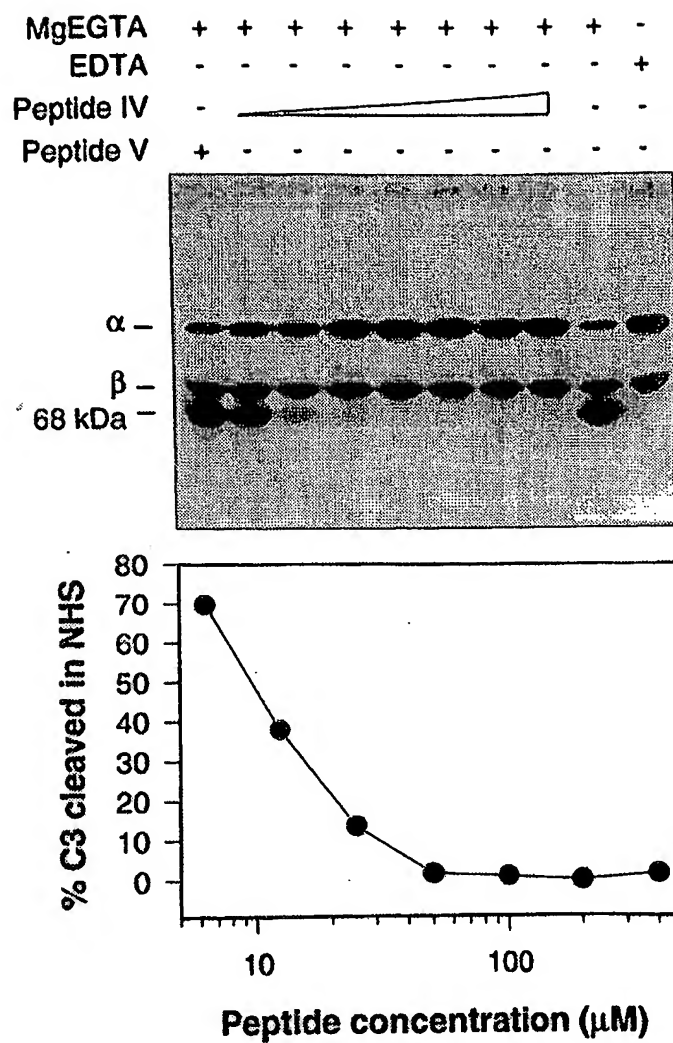 MgEGTA + + + + + + + + + -
EDTA - - - - - - - - - +
Peptide IV - - -
Peptide V + - - - - - - - - -
α –
β –
68 kDa –
80
70
60
50
40
30
20
10
0
% C3 cleaved in NHS
10 100
Peptide concentration (μM)